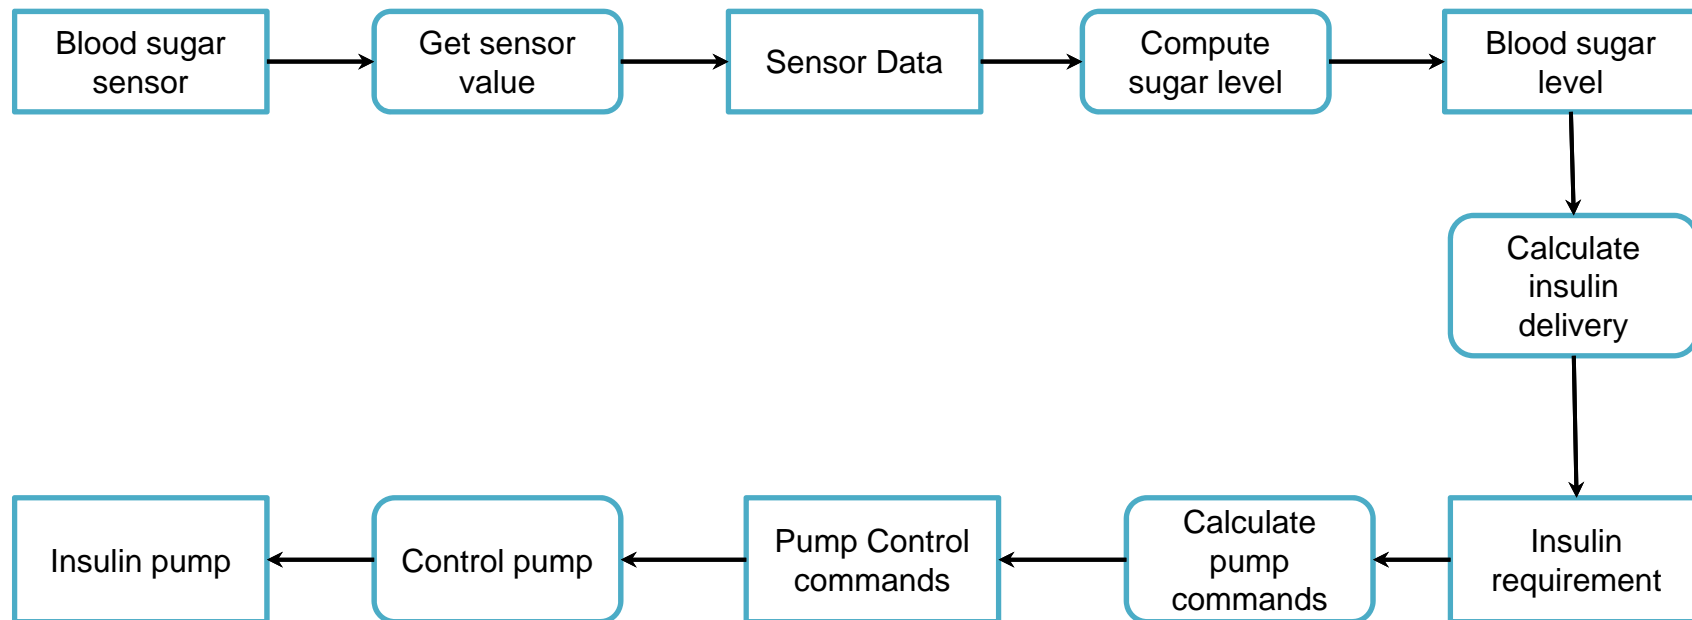 Blood sugar
sensor
Get sensor
value
Sensor Data
Compute
sugar level
Blood sugar
level
Calculate
insulin
delivery
Insulin pump
Control pump
Pump Control
commands
Calculate
pump
commands
Insulin
requirement